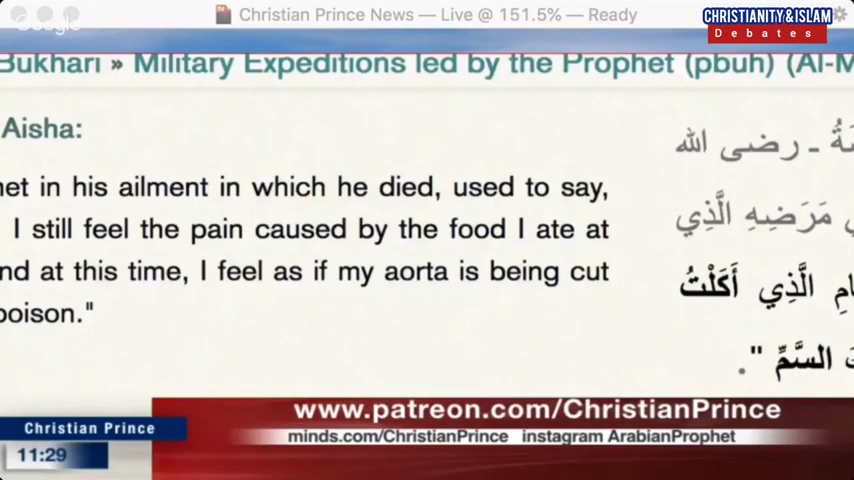 Christian Prince News — Live @ 151.5% — Ready
CHRISTIANITY & ISLAM
Debates
Google
Bukhari » Military Expeditions led by the Prophet (pbuh) (Al-M
Aisha:
ـ رضى الله
net in his ailment in which he died, used to say,
مَرَضِهِ الَّذِي
I still feel the pain caused by the food I ate at
nd at this time, I feel as if my aorta is being cut
الَّذِي أَكَلْتُ
poison."
السَّمِّ ".
www.patreon.com/ChristianPrince
Christian Prince
minds.com/ChristianPrince instagram ArabianProphet
11:29